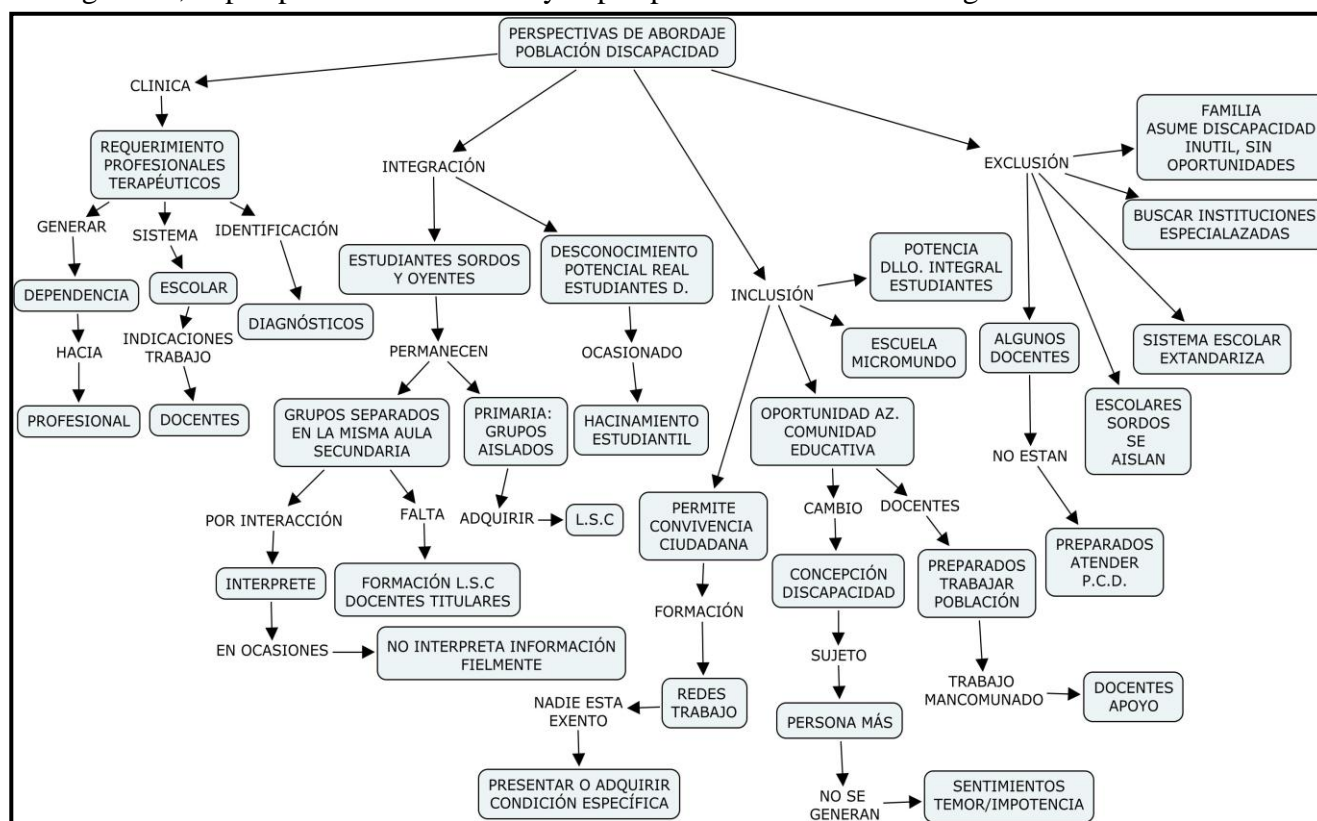 PERSPECTIVAS DE ABORDAJE
POBLACIÓN DISCAPACIDAD
CLINICA
REQUERIMIENTO
PROFESIONALES
TERAPÉUTICOS
GENERAR
SISTEMA
IDENTIFICACIÓN
DEPENDENCIA
ESCOLAR
DIAGNÓSTICOS
HACIA
INDICACIONES
TRABAJO
PROFESIONAL
DOCENTES
INTEGRACIÓN
ESTUDIANTES SORDOS
Y OYENTES
DESCONOCIMIENTO
POTENCIAL REAL
ESTUDIANTES D.
PERMANECEN
OCASIONADO
GRUPOS SEPARADOS
EN LA MISMA AULA
SECUNDARIA
PRIMARIA:
GRUPOS
AISLADOS
HACINAMIENTO
ESTUDIANTIL
POR INTERACCIÓN
FALTA
ADQUIRIR
L.S.C
INTERPRETE
FORMACIÓN L.S.C
DOCENTES TITULARES
EN OCASIONES
NO INTERPRETA INFORMACIÓN
FIELMENTE
INCLUSIÓN
POTENCIA
DLLO. INTEGRAL
ESTUDIANTES
ESCUELA
MICROMUNDO
OPORTUNIDAD AZ.
COMUNIDAD
EDUCATIVA
PERMITE
CONVIVENCIA
CIUDADANA
CAMBIO
DOCENTES
FORMACIÓN
CONCEPCIÓN
DISCAPACIDAD
PREPARADOS
TRABAJAR
POBLACIÓN
REDES
TRABAJO
SUJETO
TRABAJO
MANCOMUNADO
DOCENTES
APOYO
NADIE ESTA
EXENTO
PERSONA MÁS
PRESENTAR O ADQUIRIR
CONDICIÓN ESPECÍFICA
NO SE
GENERAN
SENTIMIENTOS
TEMOR/IMPOTENCIA
EXCLUSIÓN
FAMILIA
ASUME DISCAPACIDAD
INUTIL, SIN
OPORTUNIDADES
BUSCAR INSTITUCIONES
ESPECIALAZADAS
SISTEMA ESCOLAR
EXTANDARIZA
ALGUNOS
DOCENTES
ESCOLARES
SORDOS
SE
AISLAN
NO ESTAN
PREPARADOS
ATENDER
P.C.D.